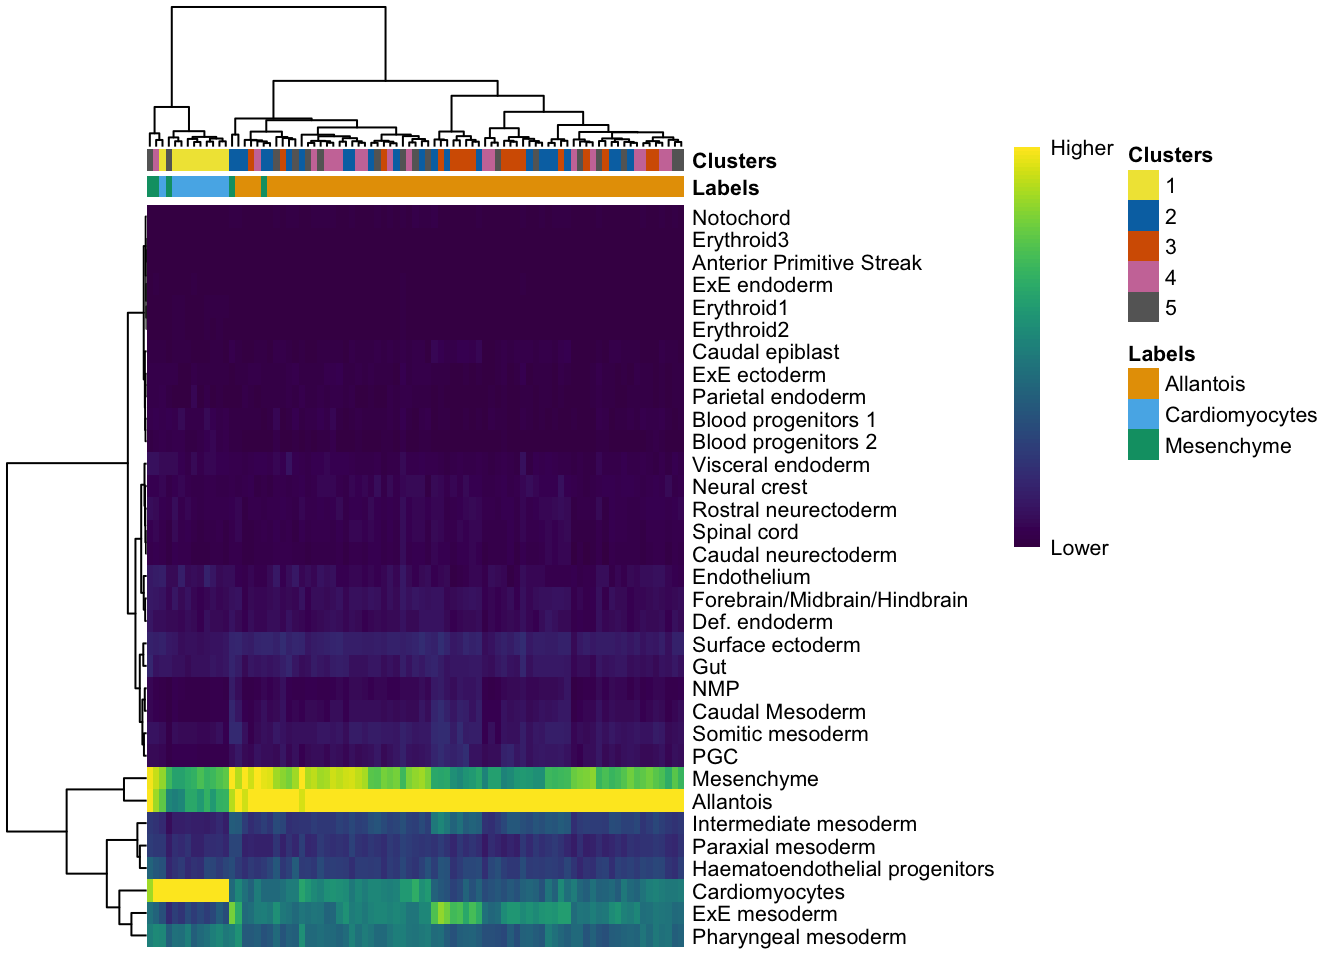 Clusters
Labels
Notochord
Erythroid3
Anterior Primitive Streak
ExE endoderm
Erythroid1
Erythroid2
Caudal epiblast
ExE ectoderm
Parietal endoderm
Blood progenitors 1
Blood progenitors 2
Visceral endoderm
Neural crest
Rostral neurectoderm
Spinal cord
Caudal neurectoderm
Endothelium
Forebrain/Midbrain/Hindbrain
Def. endoderm
Surface ectoderm
Gut
NMP
Caudal Mesoderm
Somitic mesoderm
PGC
Mesenchyme
Allantois
Intermediate mesoderm
Paraxial mesoderm
Haematoendothelial progenitors
Cardiomyocytes
ExE mesoderm
Pharyngeal mesoderm
Higher
Lower
Clusters
1
2
3
4
5
Labels
Allantois
Cardiomyocytes
Mesenchyme